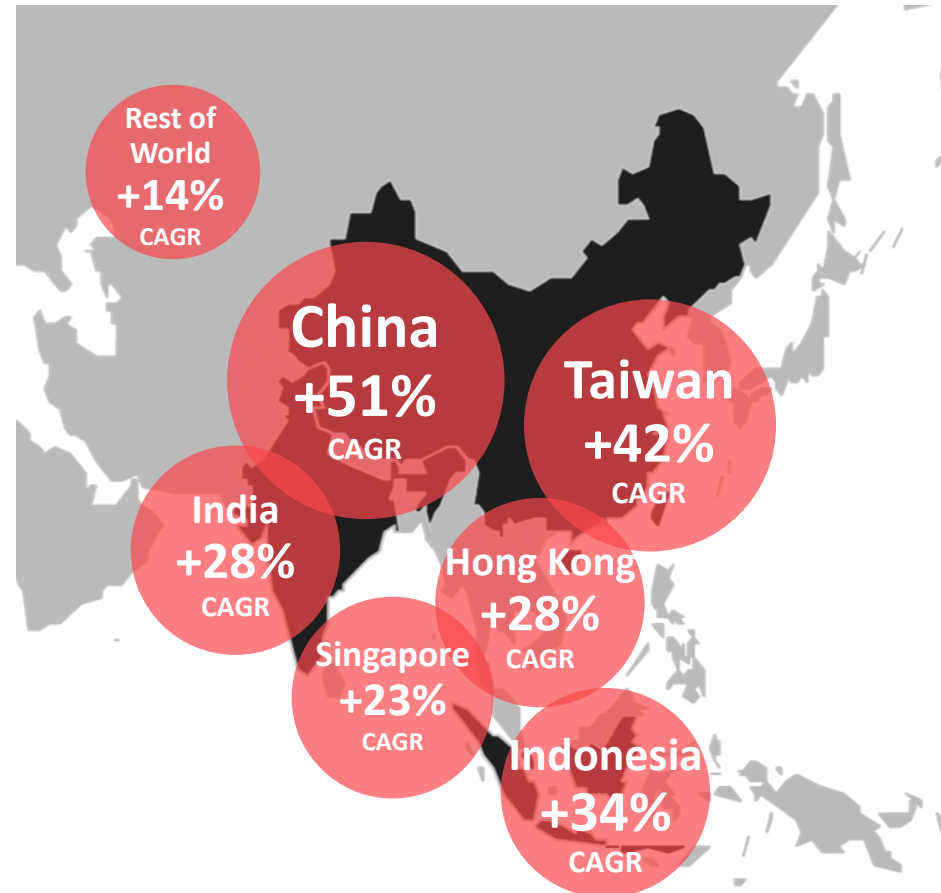 Rest of
World
+14%
CAGR
China
+51%
CAGR
Taiwan
+42%
CAGR
India
+28%
CAGR
Hong Kong
+28%
CAGR
Singapore
+23%
CAGR
Indonesia
+34%
CAGR